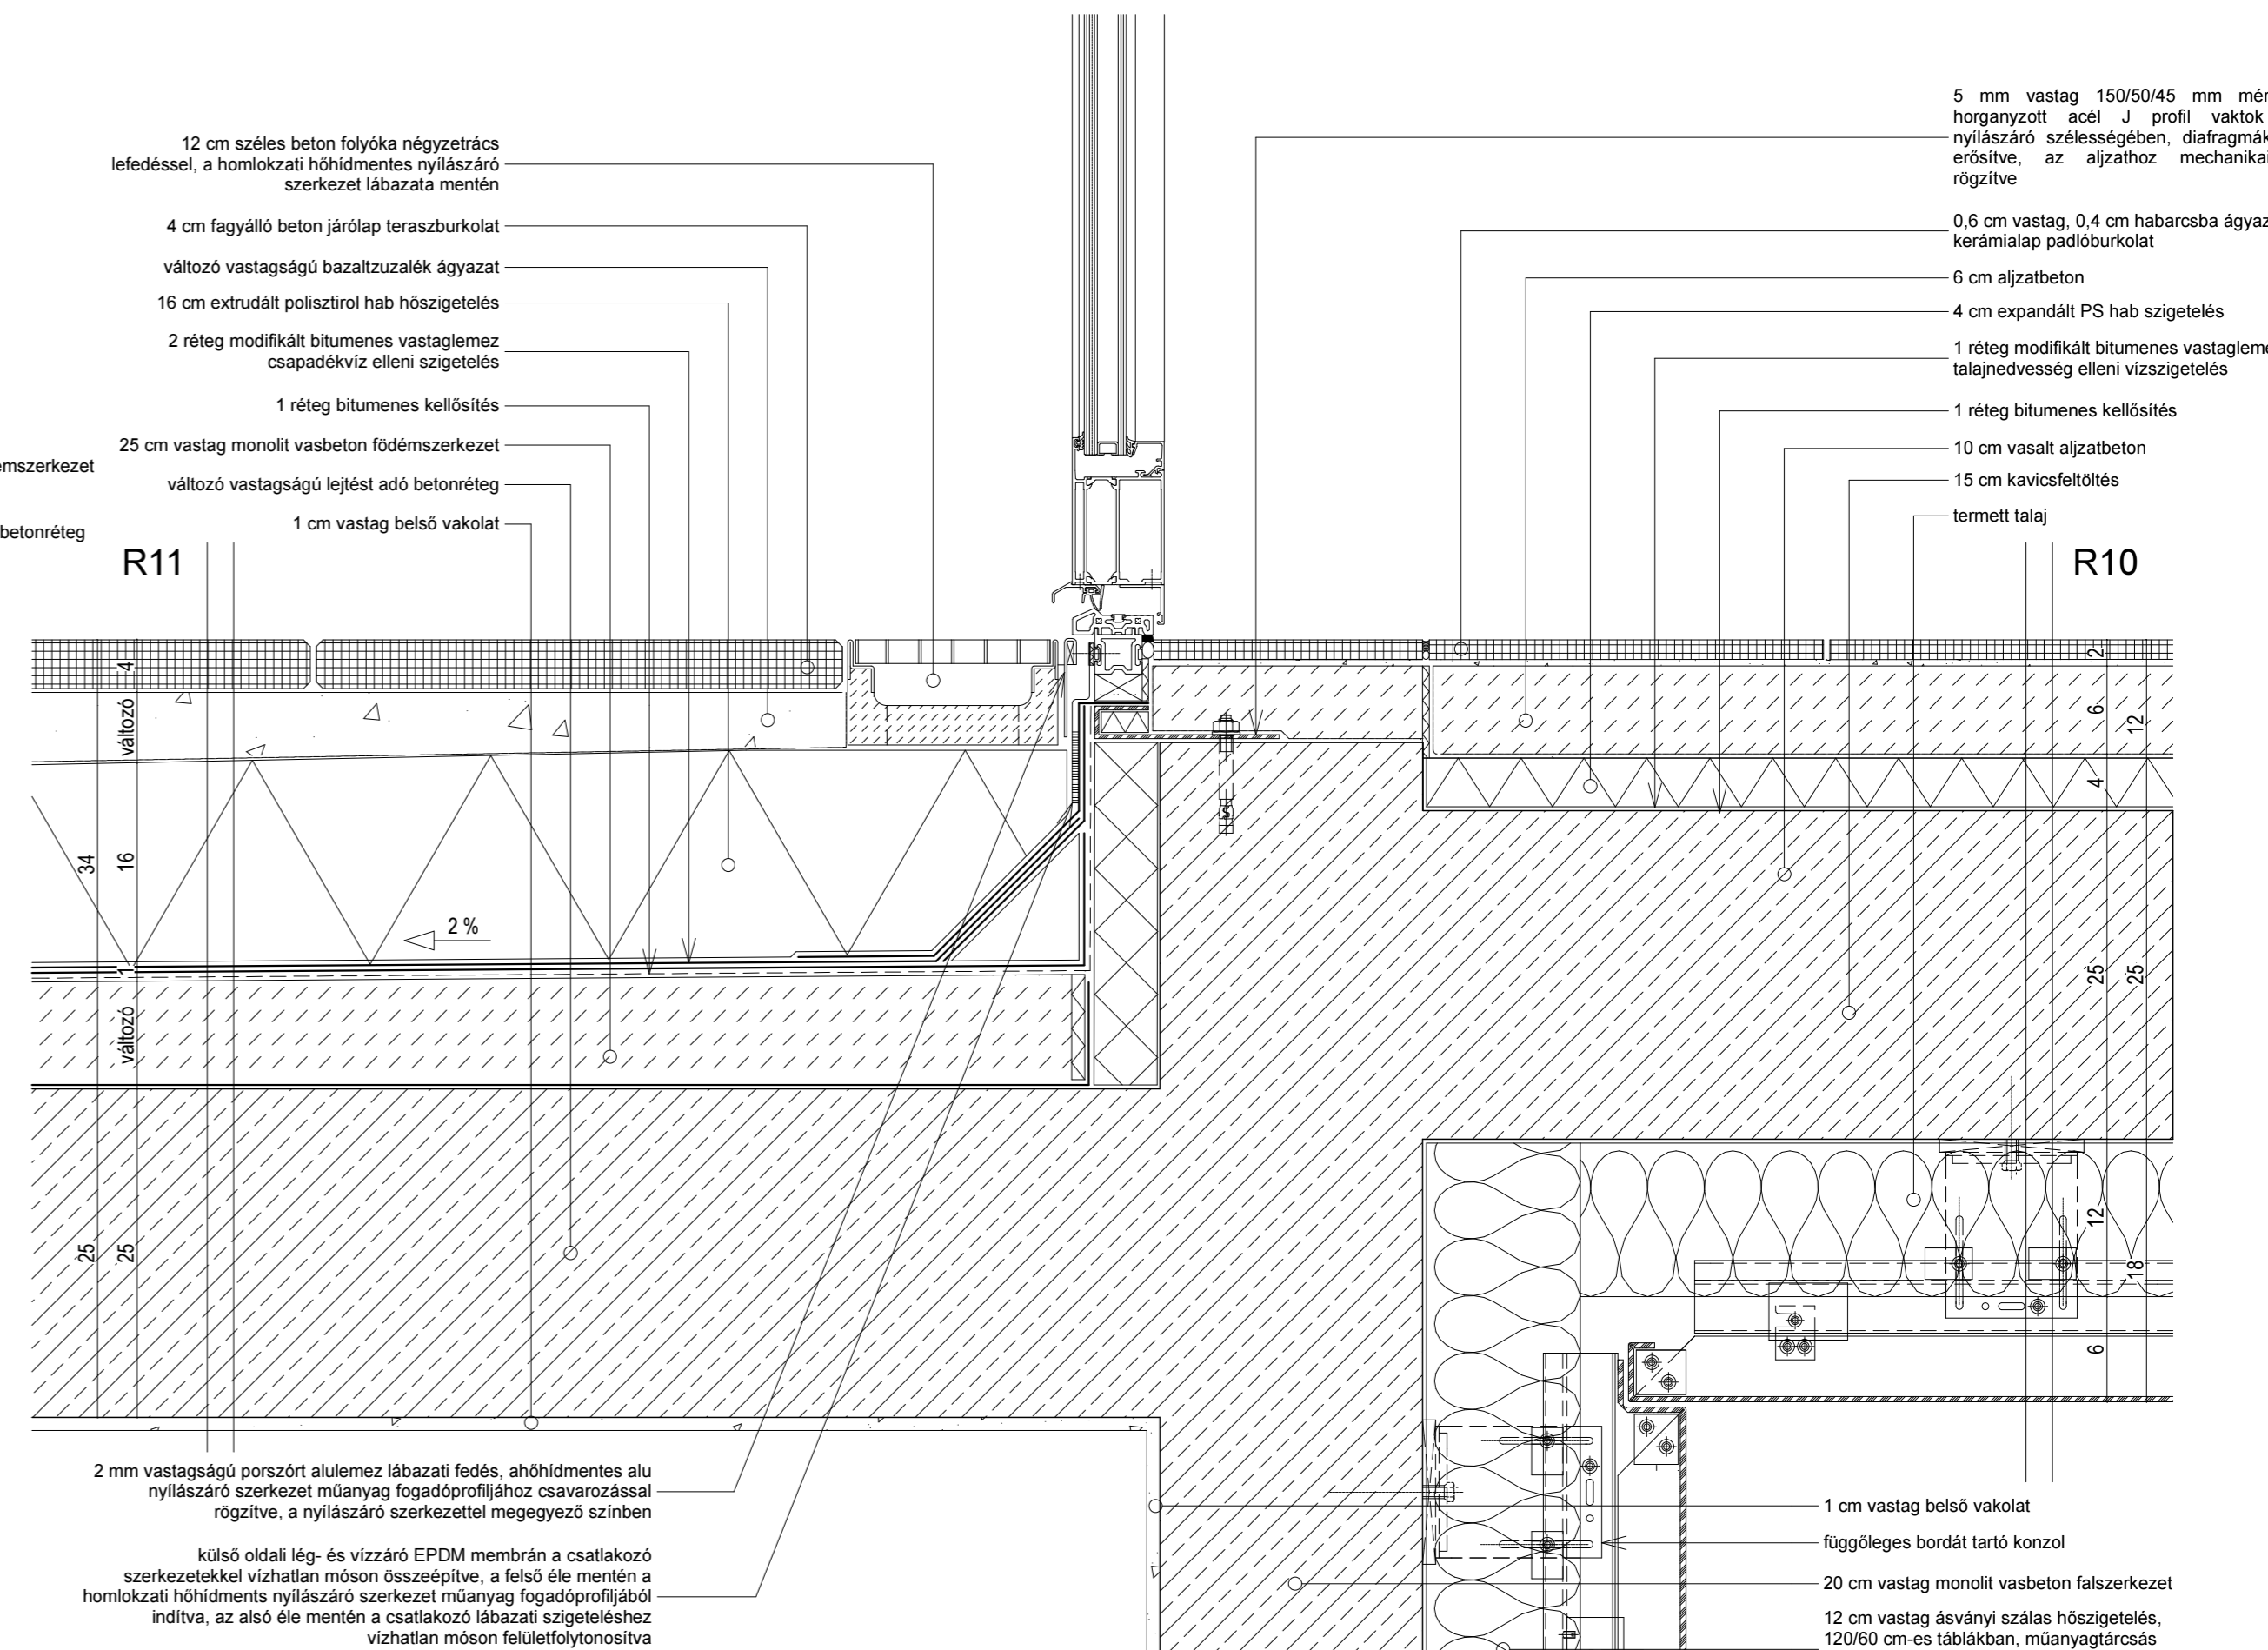 12 cm széles beton folyóka négyzetrács
lefedéssel, a homlokzati hőhídmentes nyílászáró
szerkezet lábazata mentén
4 cm fagyálló beton járólap teraszburkolat
változó vastagságú bazaltzuzalék ágyazat
16 cm extrudált polisztirol hab hőszigetelés
2 réteg modifikált bitumenes vastaglemez
csapadékvíz elleni szigetelés
1 réteg bitumenes kellősítés
25 cm vastag monolit vasbeton födémszerkezet
változó vastagságú lejtést adó betonréteg
1 cm vastag belső vakolat
betonréteg
R11
5 mm vastag 150/50/45 mm
horganyzott acél J profil vaktok
nyílászáró szélességében,
erősítve, az aljzathoz
rögzítve
0,6 cm vastag, 0,4 cm habarcsba
kerámialap padlóburkolat
6 cm aljzatbeton
4 cm expandált PS hab szigetelés
1 réteg modifikált bitumenes
talajnedvesség elleni vízszigetelés
1 réteg bitumenes kellősítés
10 cm vasalt aljzatbeton
15 cm kavicsfeltöltés
termett talaj
R10
4
változó
34
16
2 %
1
változó
25
25
2
6
12
4
25
25
12
18
6
2 mm vastagságú porszórt alulemez lábazati fedés, ahőhídmentes alu
nyílászáró szerkezet műanyag fogadóprofiljához csavarozással
rögzítve, a nyílászáró szerkezettel megegyező színben
külső oldali lég- és vízzáró EPDM membrán a csatlakozó
szerkezetekkel vízhatlan móson összeépítve, a felső éle mentén a
homlokzati hőhídments nyílászáró szerkezet műanyag fogadóprofiljából
indítva, az alsó éle mentén a csatlakozó lábazati szigeteléshez
vízhatlan móson felületfolytonosítva
1 cm vastag belső vakolat
függőleges bordát tartó konzol
20 cm vastag monolit vasbeton falszerkezet
12 cm vastag ásványi szálas hőszigetelés,
120/60 cm-es táblákban, műanyagtárcsás